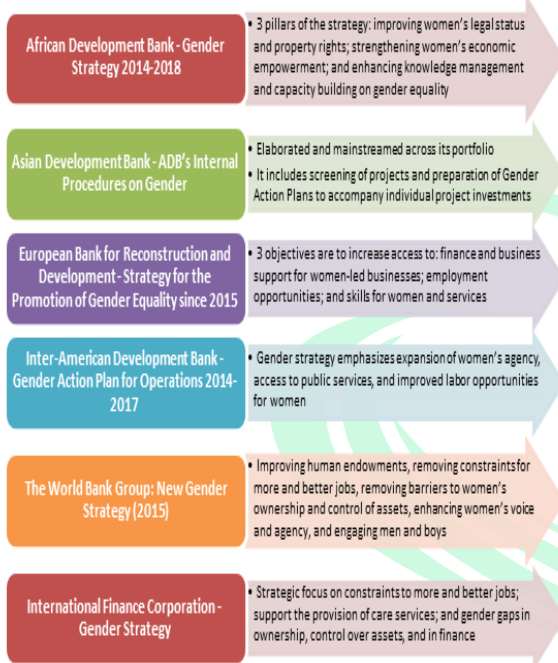 African Development Bank - Gender
Strategy 2014-2018
• 3 pillars of the strategy: improving women's legal status
and property rights; strengthening women's economic
empowerment; and enhancing knowledge management
and capacity building on gender equality
Asian Development Bank - ADB's Internal
Procedures on Gender
• Elaborated and mainstreamed across its portfolio
• It includes screening of projects and preparation of Gender
Action Plans to accompany individual project investments
European Bank for Reconstruction and
Development - Strategy for the
Promotion of Gender Equality since 2015
• 3 objectives are to increase access to: finance and business
support for women-led businesses; employment
opportunities; and skills for women and services
Inter-American Development Bank -
Gender Action Plan for Operations 2014-
2017
• Gender strategy emphasizes expansion of women's agency,
access to public services, and improved labor opportunities
for women
The World Bank Group: New Gender
Strategy (2015)
• Improving human endowments, removing constraints for
more and better jobs, removing barriers to women's
ownership and control of assets, enhancing women's voice
and agency, and engaging men and boys
International Finance Corporation -
Gender Strategy
• Strategic focus on constraints to more and better jobs;
support the provision of care services; and gender gaps in
ownership, control over assets, and in finance